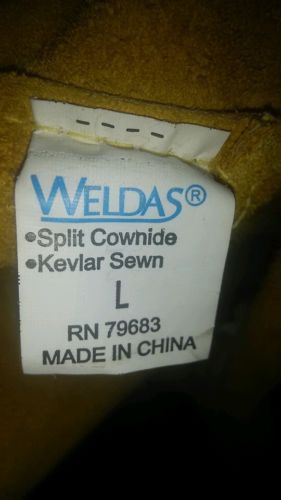 WELDAS®
•Split Cowhide
•Kevlar Sewn
L
RN 79683
MADE IN CHINA